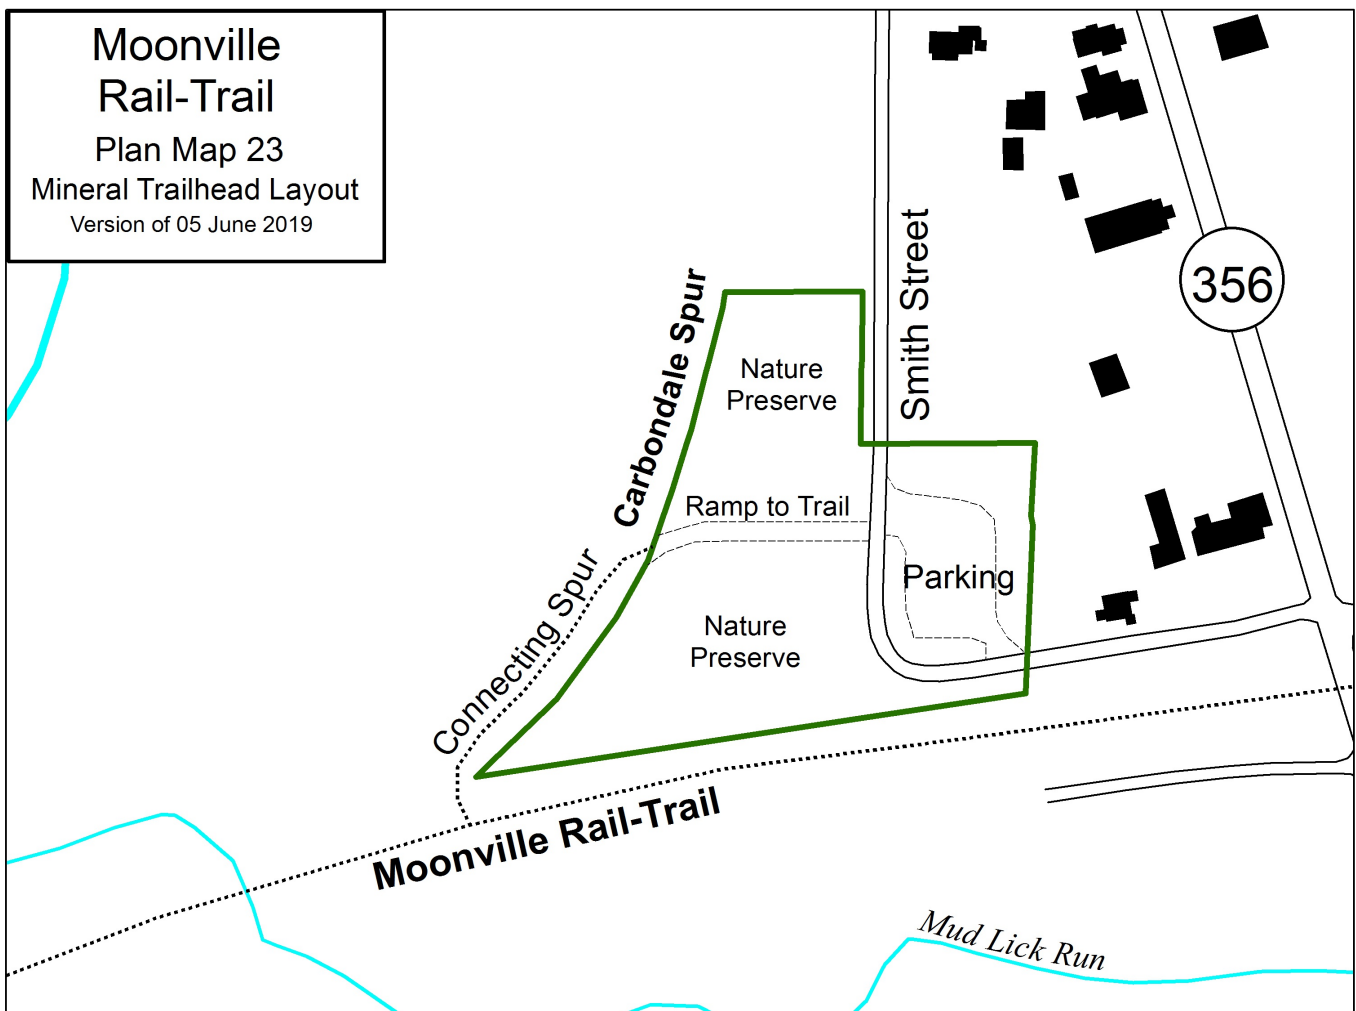 Moonville
Rail-Trail
Plan Map 23
Mineral Trailhead Layout
Version of 05 June 2019
Carbondale Spur
Smith Street
356
Nature
Preserve
Ramp to Trail
Connecting Spur
Parking
Nature
Preserve
Moonville Rail-Trail
Mud Lick Run